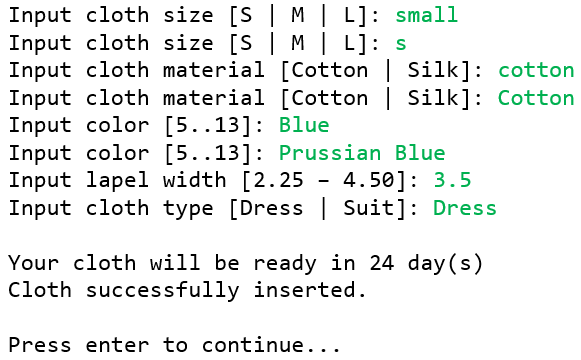 Input cloth size [S | M | L]: small
Input cloth size [S | M | L]: s
Input cloth material [Cotton | Silk]: cotton
Input cloth material [Cotton | Silk]: Cotton
Input color [5..13]: Blue
Input color [5..13]: Prussian Blue
Input lapel width [2.25 – 4.50]: 3.5
Input cloth type [Dress | Suit]: Dress
Your cloth will be ready in 24 day(s)
Cloth successfully inserted.
Press enter to continue...